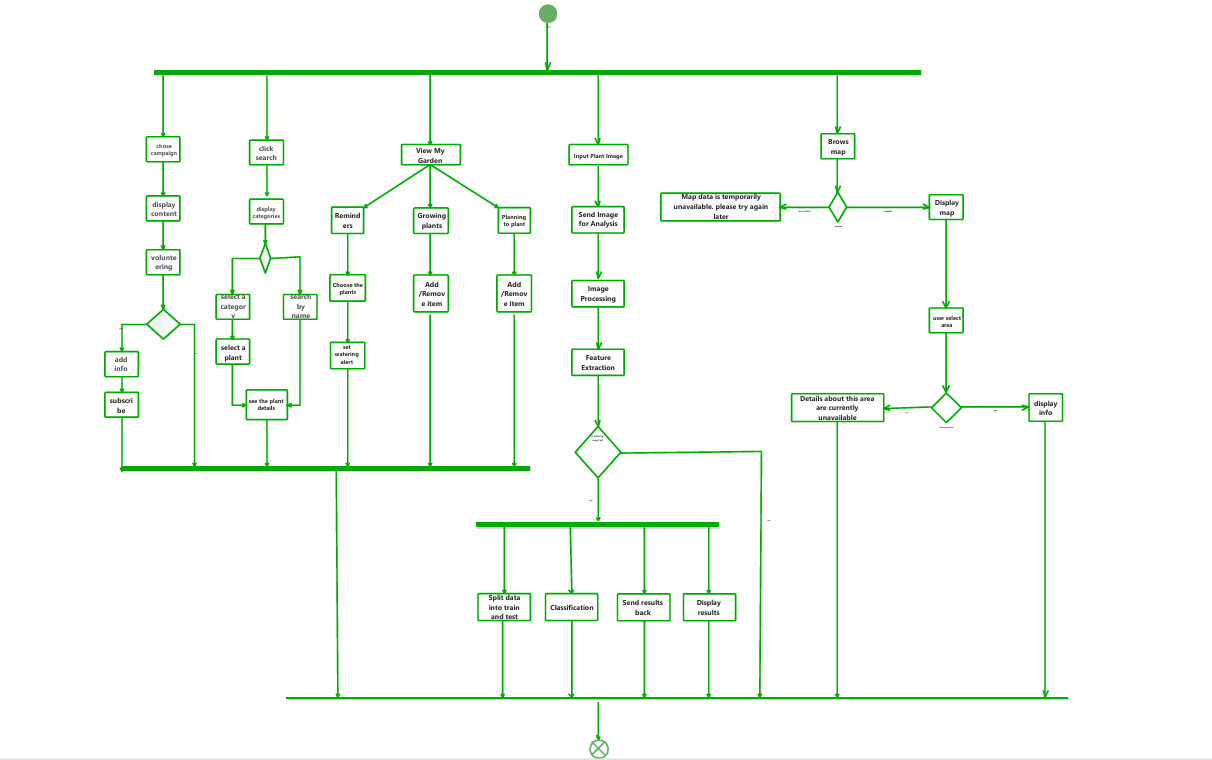 chose
campaign
display
content
volunte
ering
add
info
subscri
be
click
search
display
categories
select a
categor
y
search
by
name
select a
plant
see the plant
details
View My
Garden
Remind
ers
Growing
plants
Planning
to plant
Choose the
plants
Add
/Remov
e item
Add
/Remov
e item
set
watering
alert
Input Plant Image
Send Image
for Analysis
Image
Processing
Feature
Extraction
Split data
into train
and test
Classification
Send results
back
Display
results
Brows
map
Map data is temporarily
unavailable. please try again
later
Display
map
user select
area
Details about this area
are currently
unavailable
display
info